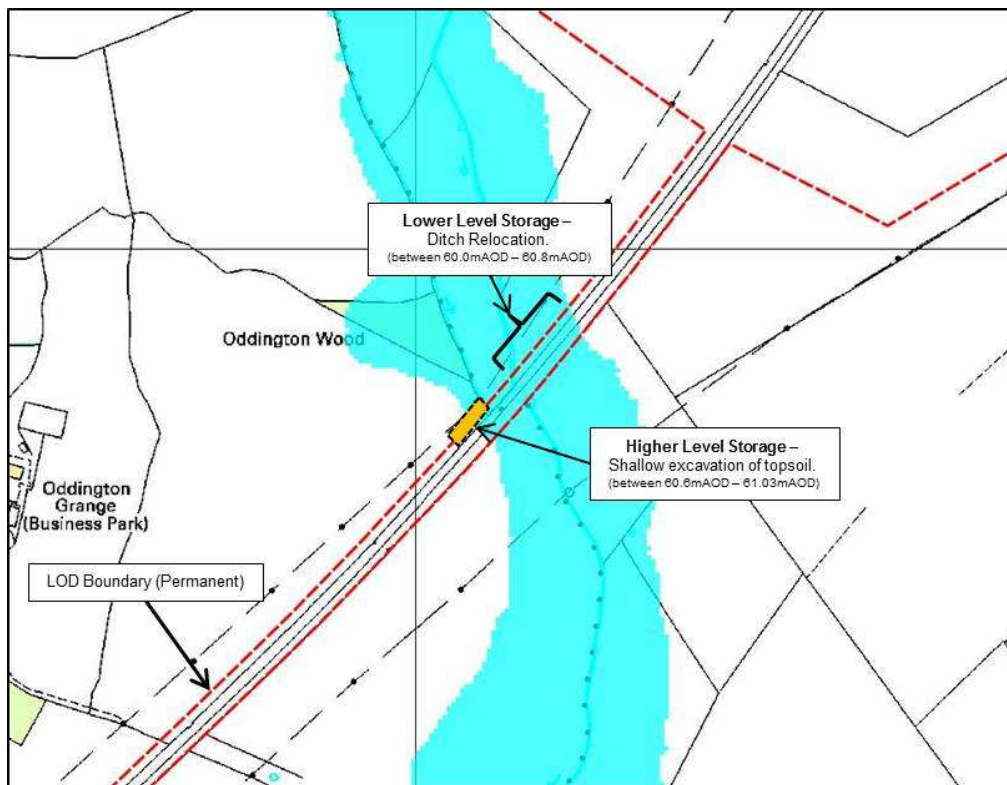 Lower Level Storage –
Ditch Relocation.
(between 60.0mAOD – 60.8mAOD)
Oddington Wood
Higher Level Storage –
Shallow excavation of topsoil.
(between 60.6mAOD – 61.03mAOD)
Oddington
Grange
(Business Park)
LOD Boundary (Permanent)